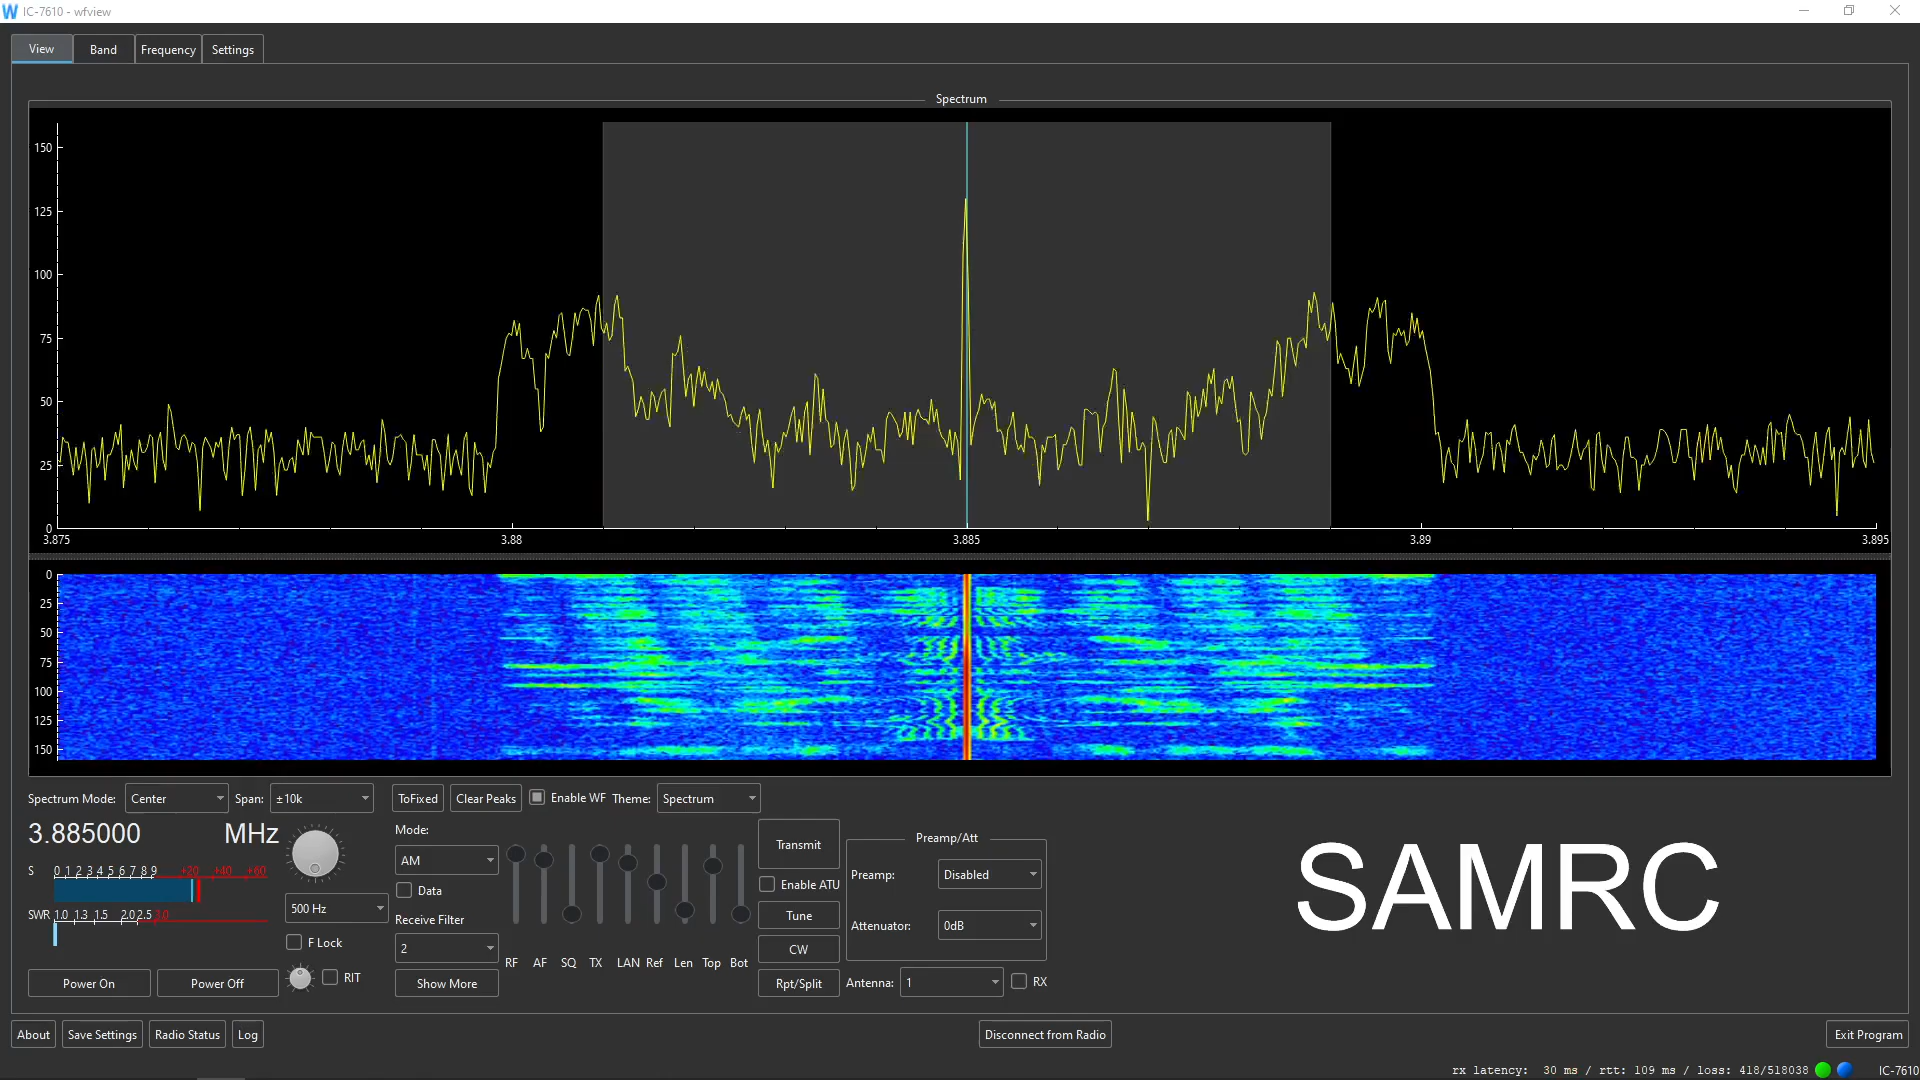 IC-7610 - wfview
View Band Frequency Settings
Spectrum
150
125
100
75
50
25
0
3.875 3.88 3.885 3.89 3.895
0
25
50
75
100
125
150
Spectrum Mode: Center Span: ±10k ToFixed Clear Peaks Enable WF Theme: Spectrum
3.885000 MHz
S 0 1 2 3 4 5 6 7 8 9 +20 +40 +60
SWR 1.0 1.3 1.5 2.0 2.5 3.0
500 Hz
F Lock
RIT
Power On Power Off
Mode:
AM
Data
Receive Filter
2
Show More
RF AF SQ TX LAN Ref Len Top Bot
Transmit
Enable ATU
Tune
CW
Rpt/Split
Preamp/Att
Preamp: Disabled
Attenuator: 0dB
Antenna: 1 RX
SAMRC
About Save Settings Radio Status Log Disconnect from Radio Exit Program
rx latency: 30 ms / rtt: 109 ms / loss: 418/518038 IC-7610